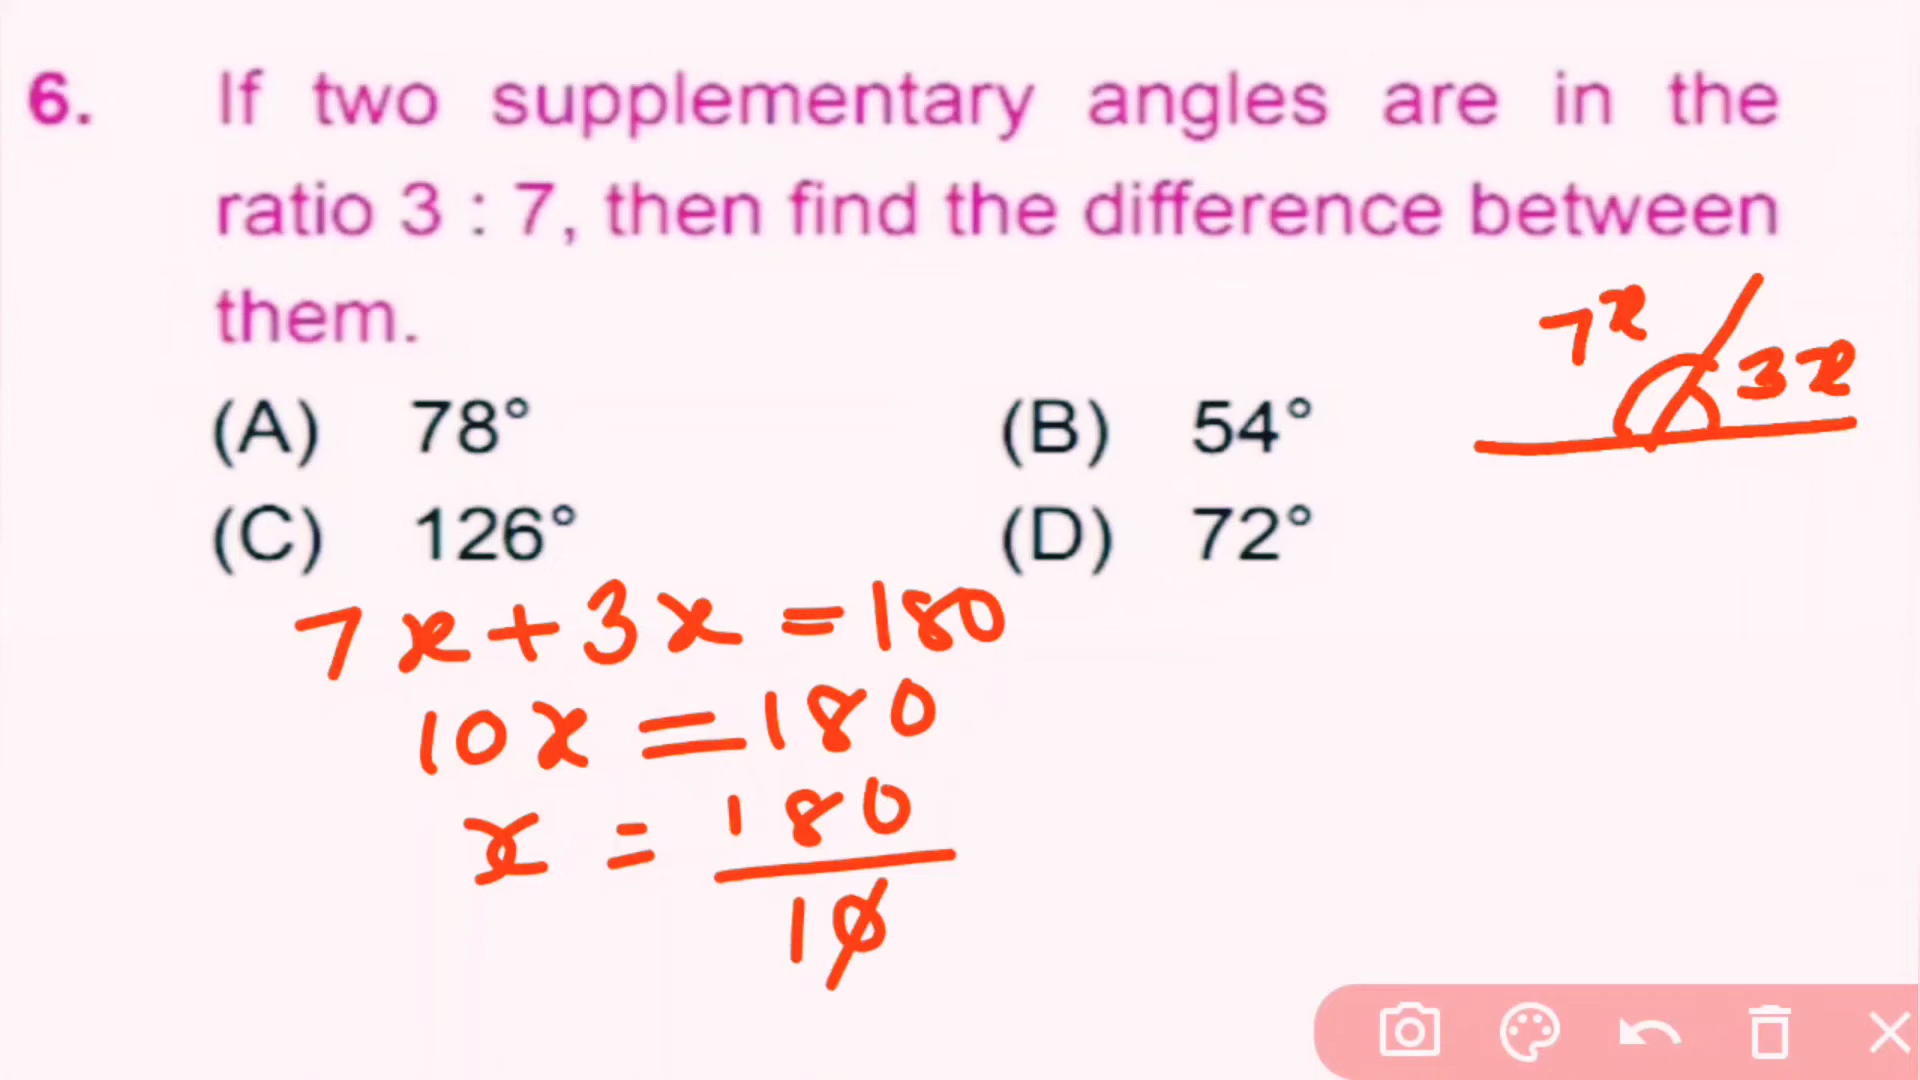 6. If two supplementary angles are in the
ratio 3 : 7, then find the difference between
them.
7x 3x
(A) 78° (B) 54°
(C) 126° (D) 72°
7x+3x=180
10x=180
x = 180
10